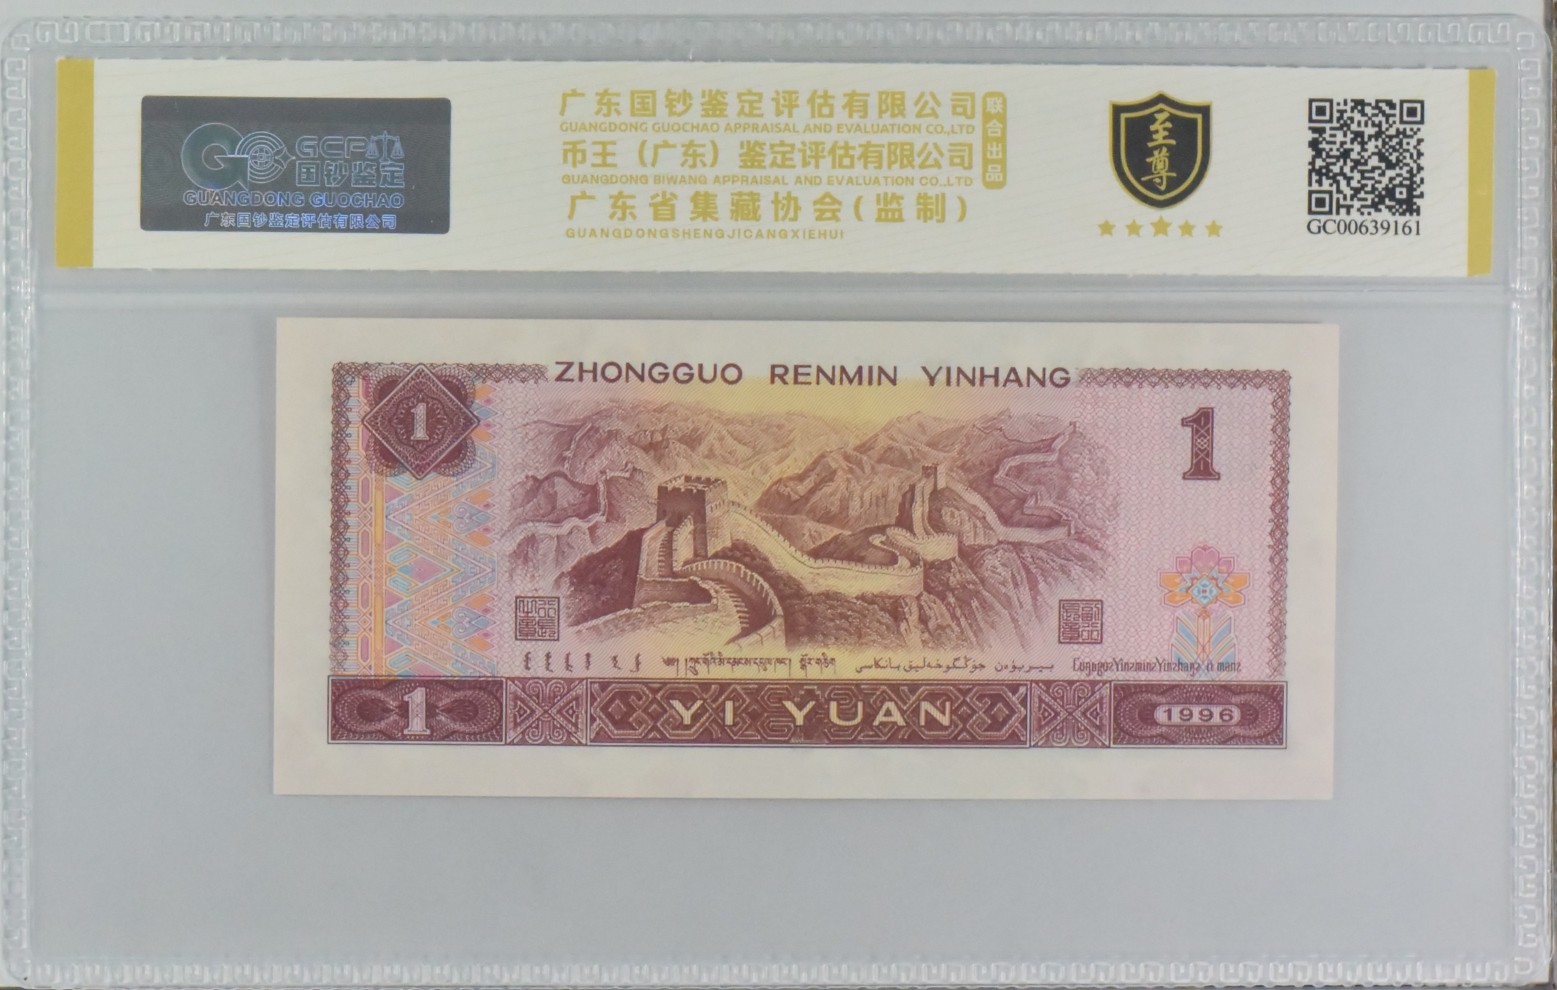 GCP
国钞鉴定
GUANGDONG GUOCHAO
广东国钞鉴定评估有限公司
广东国钞鉴定评估有限公司
GUANGDONG GUOCHAO APPRAISAL AND EVALUATION CO.,LTD
币王（广东）鉴定评估有限公司
GUANGDONG BIWANG APPRAISAL AND EVALUATION CO.,LTD
广东省集藏协会(监制)
GUANGDONGSHENGJICANGXIEHUI
联合出品
至尊
GC00639161
ZHONGGUO RENMIN YINHANG
1
1
1
YI YUAN
1996